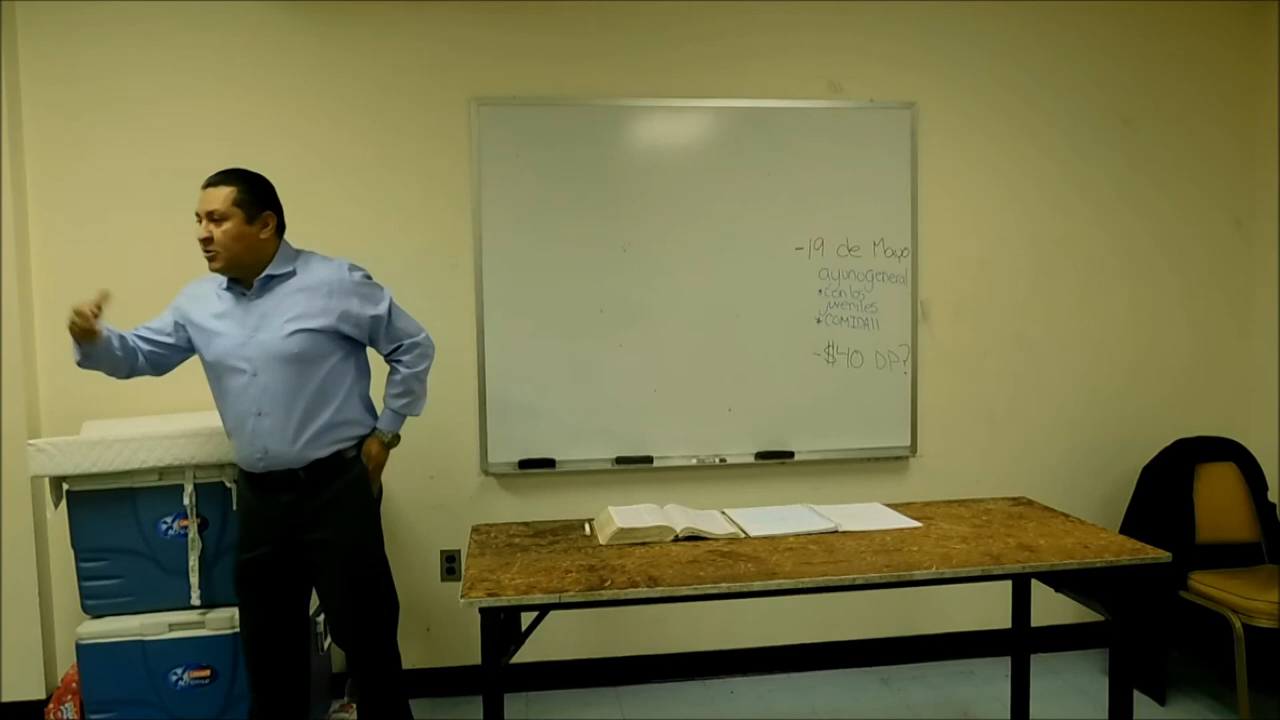 -19 de Mayo
ayuno general
*con los
juveniles
*COMIDA!!
-$40 DP?